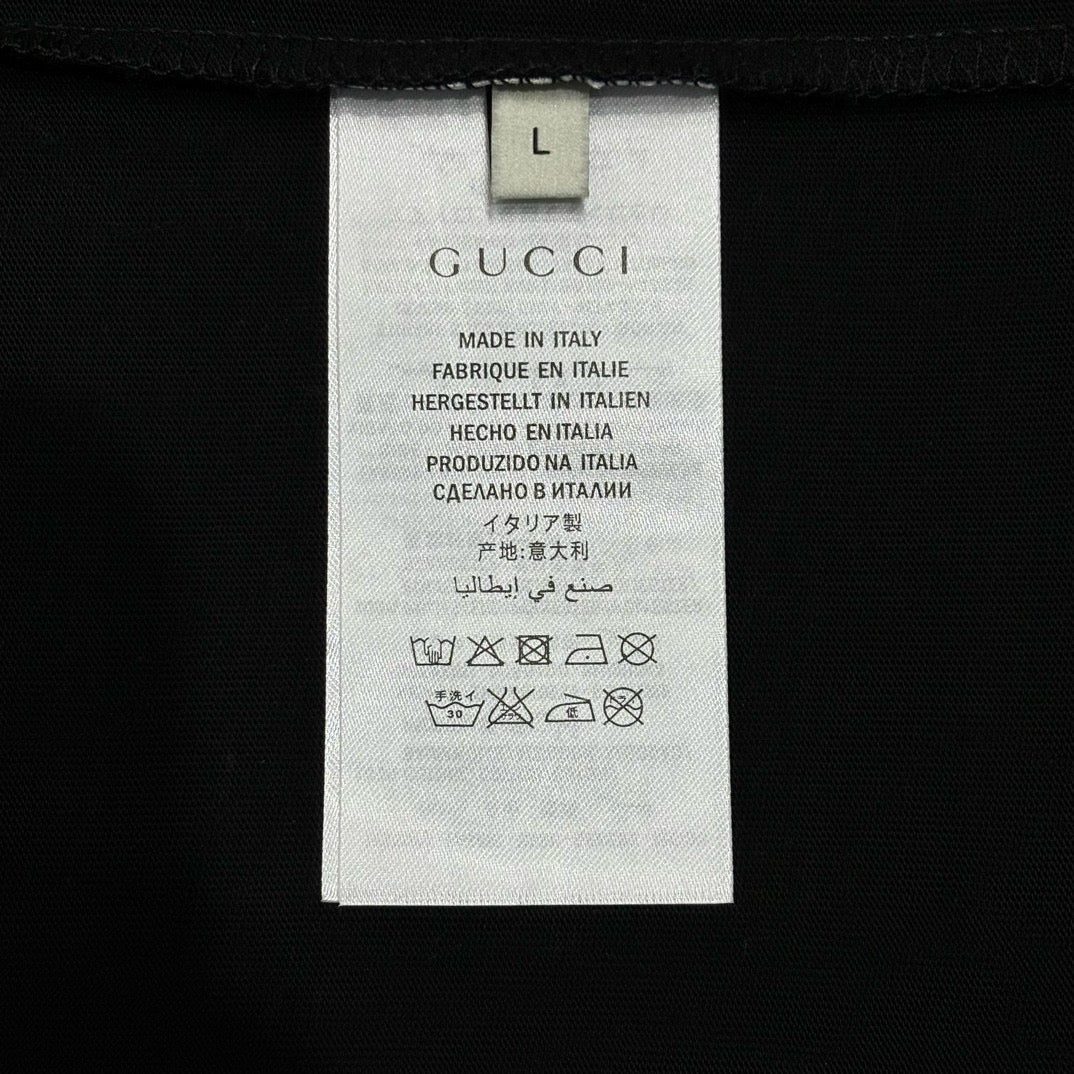 L
GUCCI
MADE IN ITALY
FABRIQUE EN ITALIE
HERGESTELLT IN ITALIEN
HECHO EN ITALIA
PRODUZIDO NA ITALIA
СДЕЛАНО В ИТАЛИИ
イタリア製
产地:意大利
صنع في إيطاليا
手洗イ
30
低